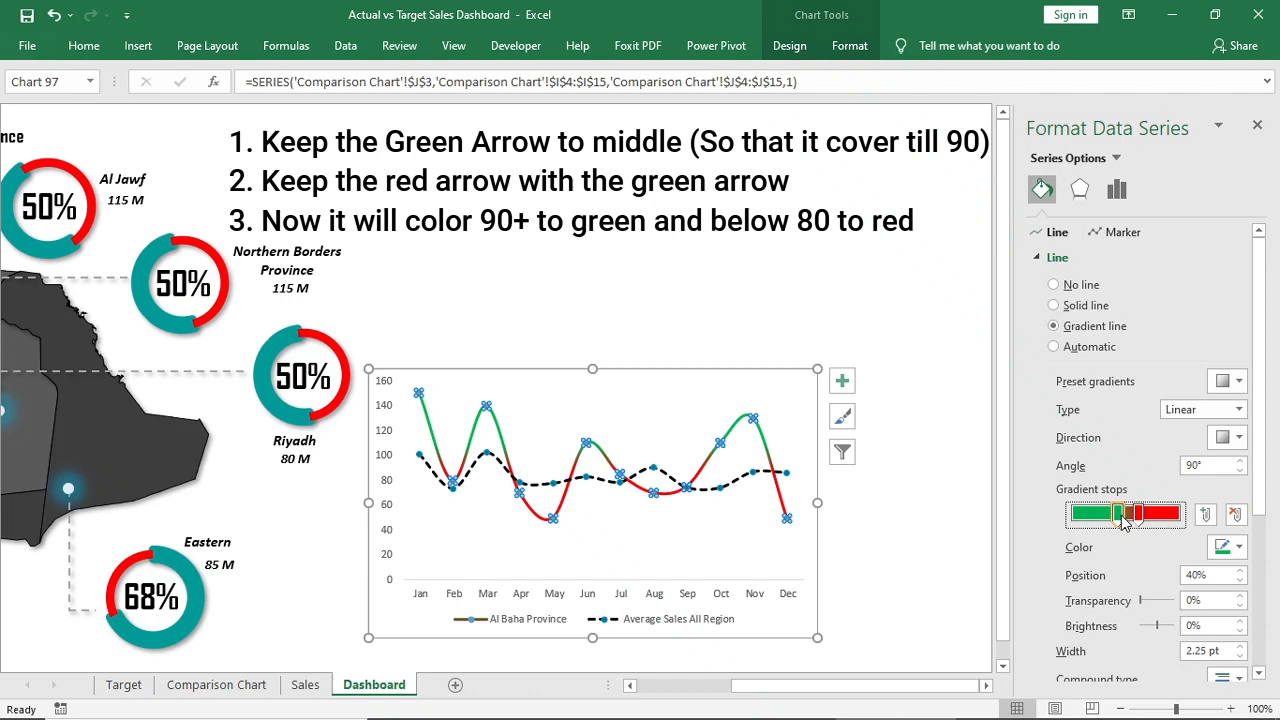 Actual vs Target Sales Dashboard - Excel
Chart Tools
Sign in
File Home Insert Page Layout Formulas Data Review View Developer Help Foxit PDF Power Pivot Design Format Tell me what you want to do Share
Chart 97 fx =SERIES('Comparison Chart'!$J$3,'Comparison Chart'!$I$4:$I$15,'Comparison Chart'!$J$4:$J$15,1)
nce
1. Keep the Green Arrow to middle (So that it cover till 90)
2. Keep the red arrow with the green arrow
3. Now it will color 90+ to green and below 80 to red
50%
Al Jawf
115 M
50%
Northern Borders
Province
115 M
50%
Riyadh
80 M
68%
Eastern
85 M
160
140
120
100
80
60
40
20
0
Jan Feb Mar Apr May Jun Jul Aug Sep Oct Nov Dec
Al Baha Province Average Sales All Region
Format Data Series
Series Options
Line Marker
Line
No line
Solid line
Gradient line
Automatic
Preset gradients
Type Linear
Direction
Angle 90°
Gradient stops
Color
Position 40%
Transparency 0%
Brightness 0%
Width 2.25 pt
Compound type
Target Comparison Chart Sales Dashboard
Ready 100%